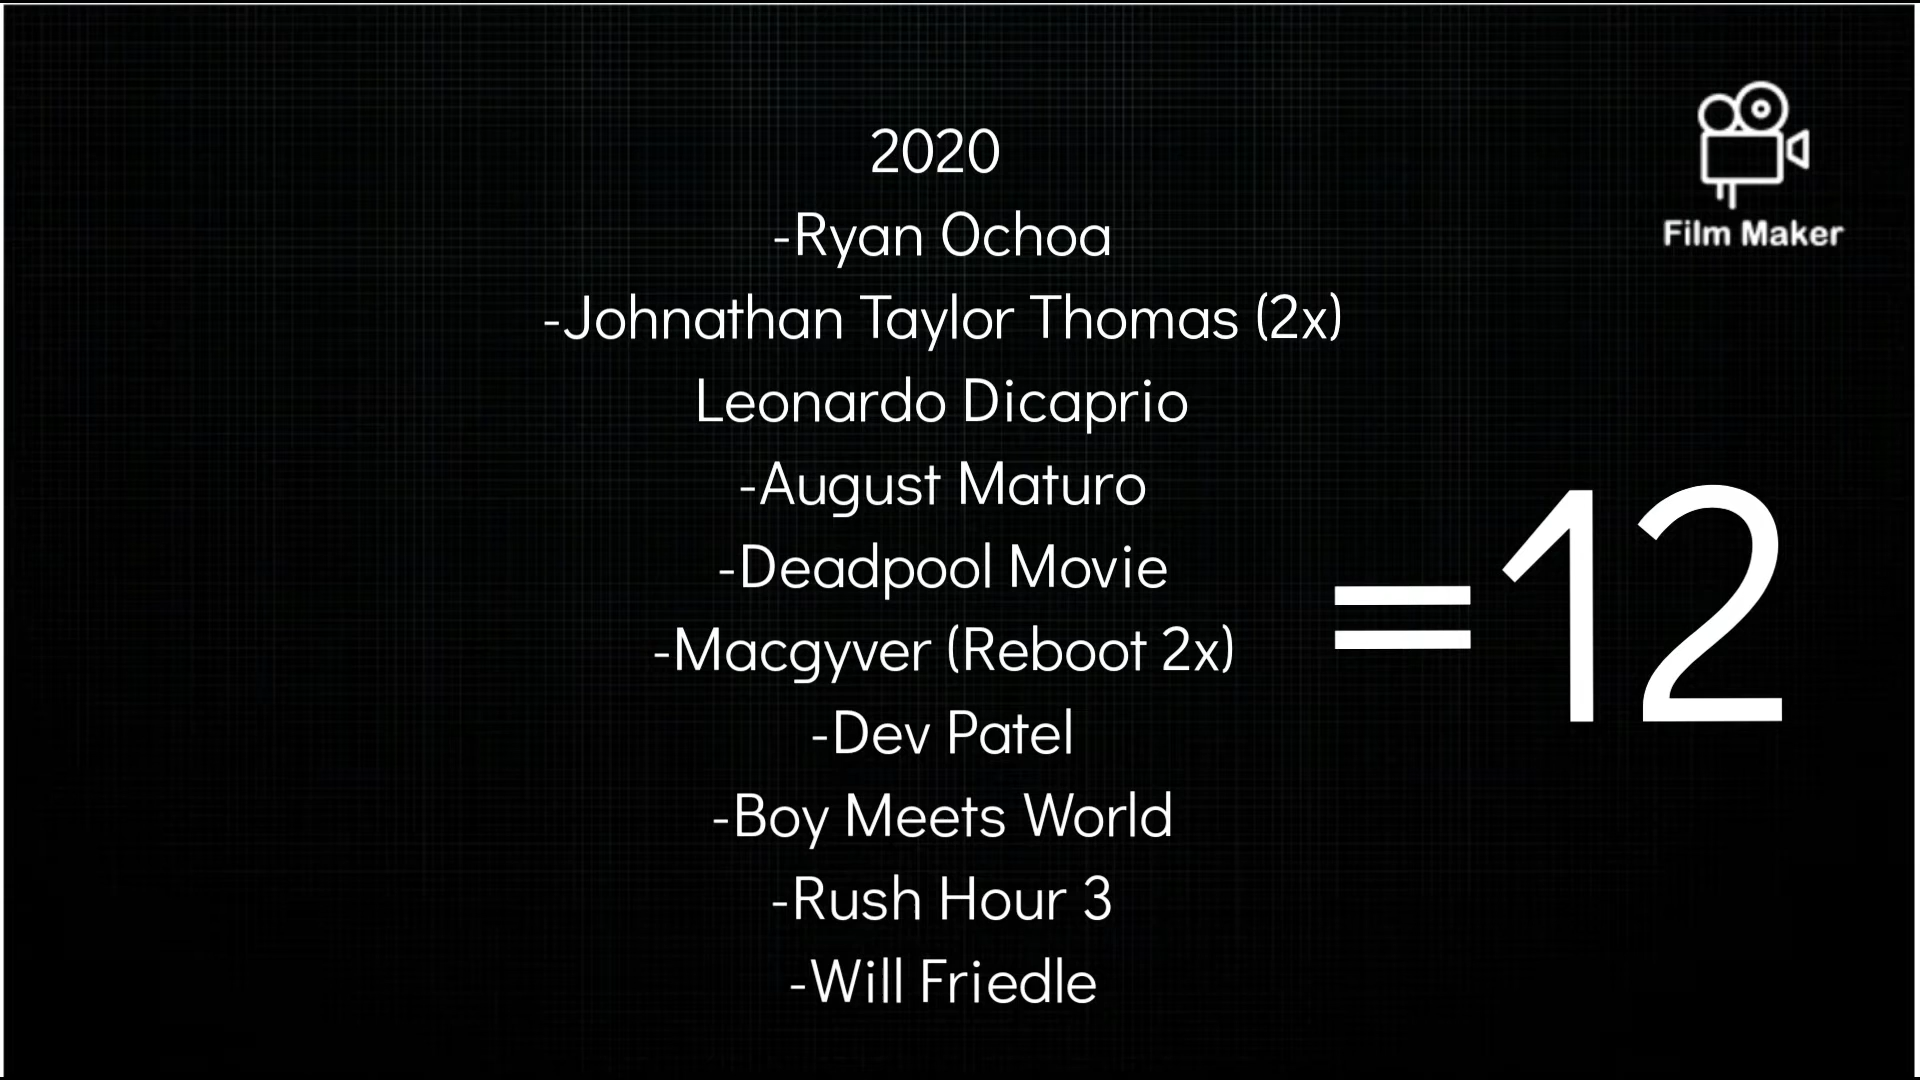 2020
-Ryan Ochoa
-Johnathan Taylor Thomas (2x)
Leonardo Dicaprio
-August Maturo
-Deadpool Movie
-Macgyver (Reboot 2x)
-Dev Patel
-Boy Meets World
-Rush Hour 3
-Will Friedle
=12
Film Maker